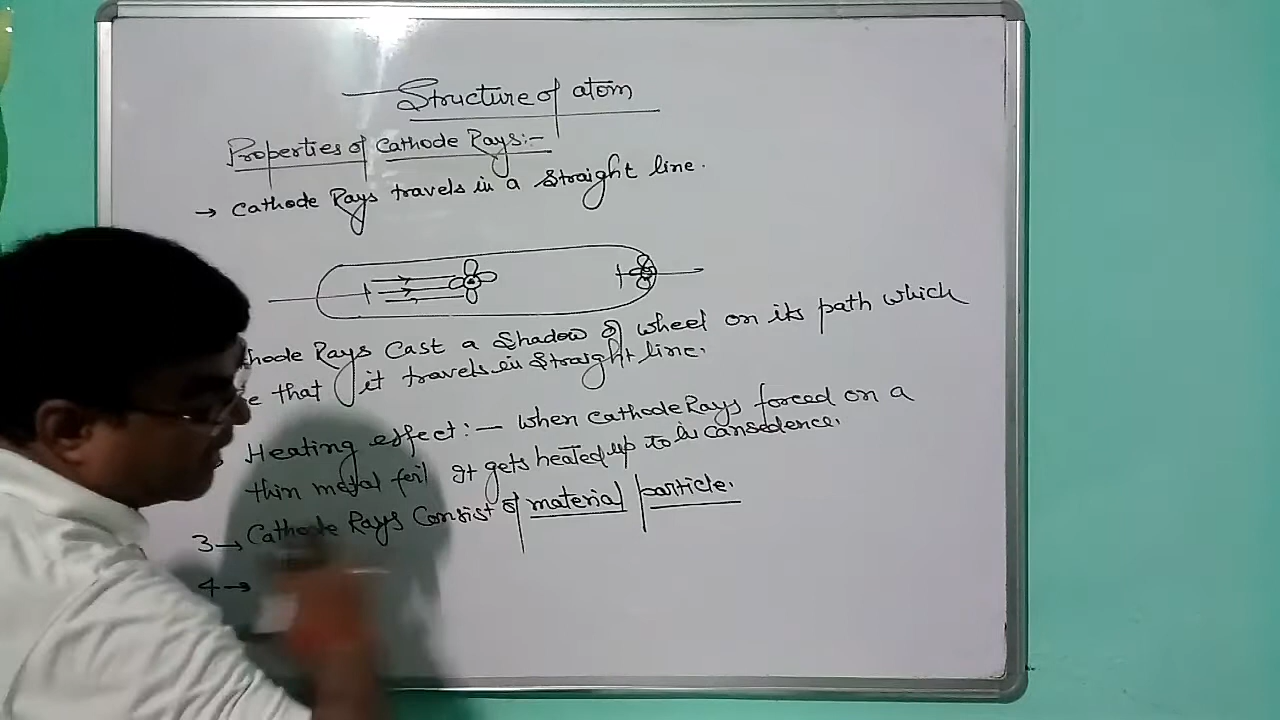 Structure of atom
Properties of Cathode Rays:-
→ Cathode Rays travels in a straight line.
hode Rays Cast a Shadow of wheel on its path which
e that it travels in straight line.
Heating effect:- When Cathode Rays forced on a
thin metal foil it gets heated up to
3→ Cathode Rays Consist of material particle.
4→